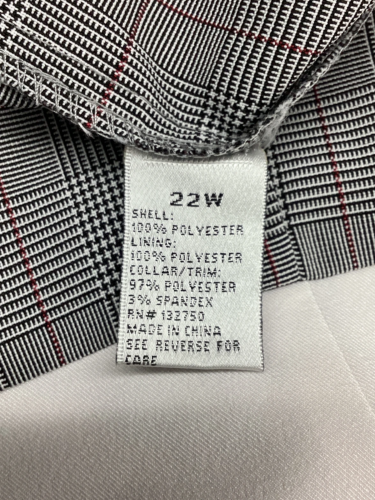 22W
SHELL:
100% POLYESTER
LINING:
100% POLYESTER
COLLAR/TRIM:
97% POLYESTER
3% SPANDEX
RN# 132750
MADE IN CHINA
SEE REVERSE FOR
CARE